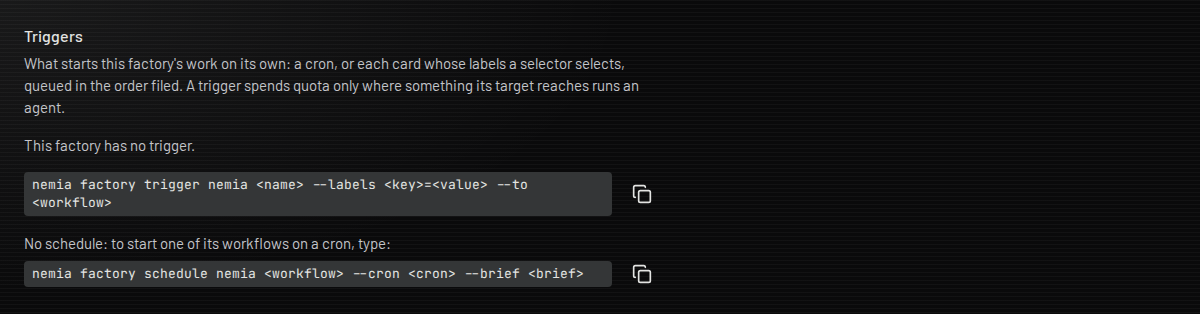 Triggers
What starts this factory's work on its own: a cron, or each card whose labels a selector selects,
queued in the order filed. A trigger spends quota only where something its target reaches runs an
agent.
This factory has no trigger.
nemia factory trigger nemia <name> --labels <key>=<value> --to
<workflow>
No schedule: to start one of its workflows on a cron, type:
nemia factory schedule nemia <workflow> --cron <cron> --brief <brief>